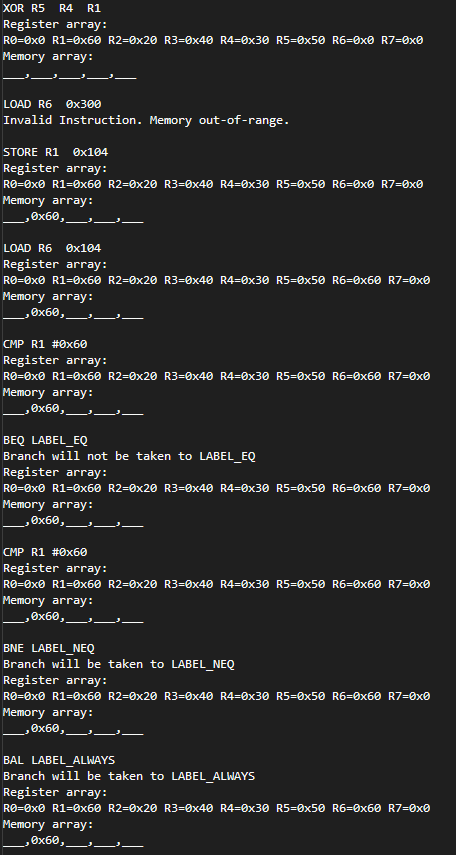 XOR R5  R4  R1
Register array:
R0=0x0 R1=0x60 R2=0x20 R3=0x40 R4=0x30 R5=0x50 R6=0x0 R7=0x0
Memory array:
___,___,___,___,___
LOAD R6  0x300
Invalid Instruction. Memory out-of-range.
STORE R1  0x104
Register array:
R0=0x0 R1=0x60 R2=0x20 R3=0x40 R4=0x30 R5=0x50 R6=0x0 R7=0x0
Memory array:
___,0x60,___,___,___
LOAD R6  0x104
Register array:
R0=0x0 R1=0x60 R2=0x20 R3=0x40 R4=0x30 R5=0x50 R6=0x60 R7=0x0
Memory array:
___,0x60,___,___,___
CMP R1 #0x60
Register array:
R0=0x0 R1=0x60 R2=0x20 R3=0x40 R4=0x30 R5=0x50 R6=0x60 R7=0x0
Memory array:
___,0x60,___,___,___
BEQ LABEL_EQ
Branch will not be taken to LABEL_EQ
Register array:
R0=0x0 R1=0x60 R2=0x20 R3=0x40 R4=0x30 R5=0x50 R6=0x60 R7=0x0
Memory array:
___,0x60,___,___,___
CMP R1 #0x60
Register array:
R0=0x0 R1=0x60 R2=0x20 R3=0x40 R4=0x30 R5=0x50 R6=0x60 R7=0x0
Memory array:
___,0x60,___,___,___
BNE LABEL_NEQ
Branch will be taken to LABEL_NEQ
Register array:
R0=0x0 R1=0x60 R2=0x20 R3=0x40 R4=0x30 R5=0x50 R6=0x60 R7=0x0
Memory array:
___,0x60,___,___,___
BAL LABEL_ALWAYS
Branch will be taken to LABEL_ALWAYS
Register array:
R0=0x0 R1=0x60 R2=0x20 R3=0x40 R4=0x30 R5=0x50 R6=0x60 R7=0x0
Memory array:
___,0x60,___,___,___